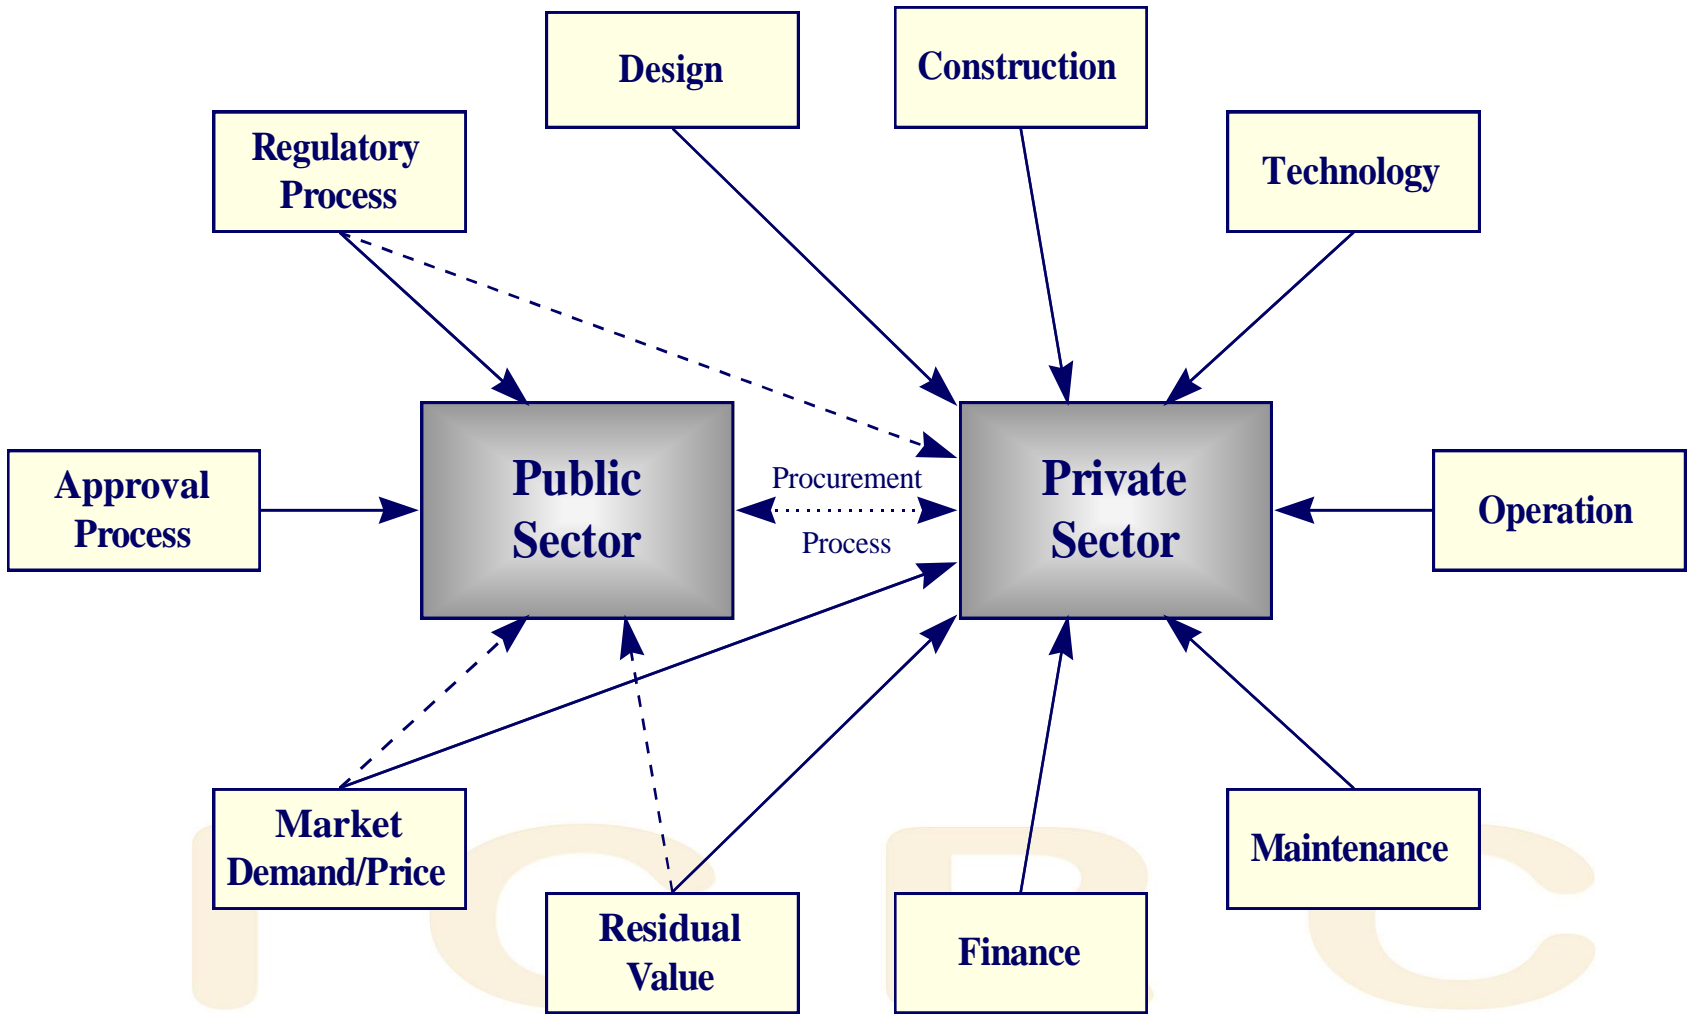 Design
Construction
Regulatory
Process
Technology
Approval
Process
Public
Sector
Procurement
Process
Private
Sector
Operation
Market
Demand/Price
Residual
Value
Finance
Maintenance